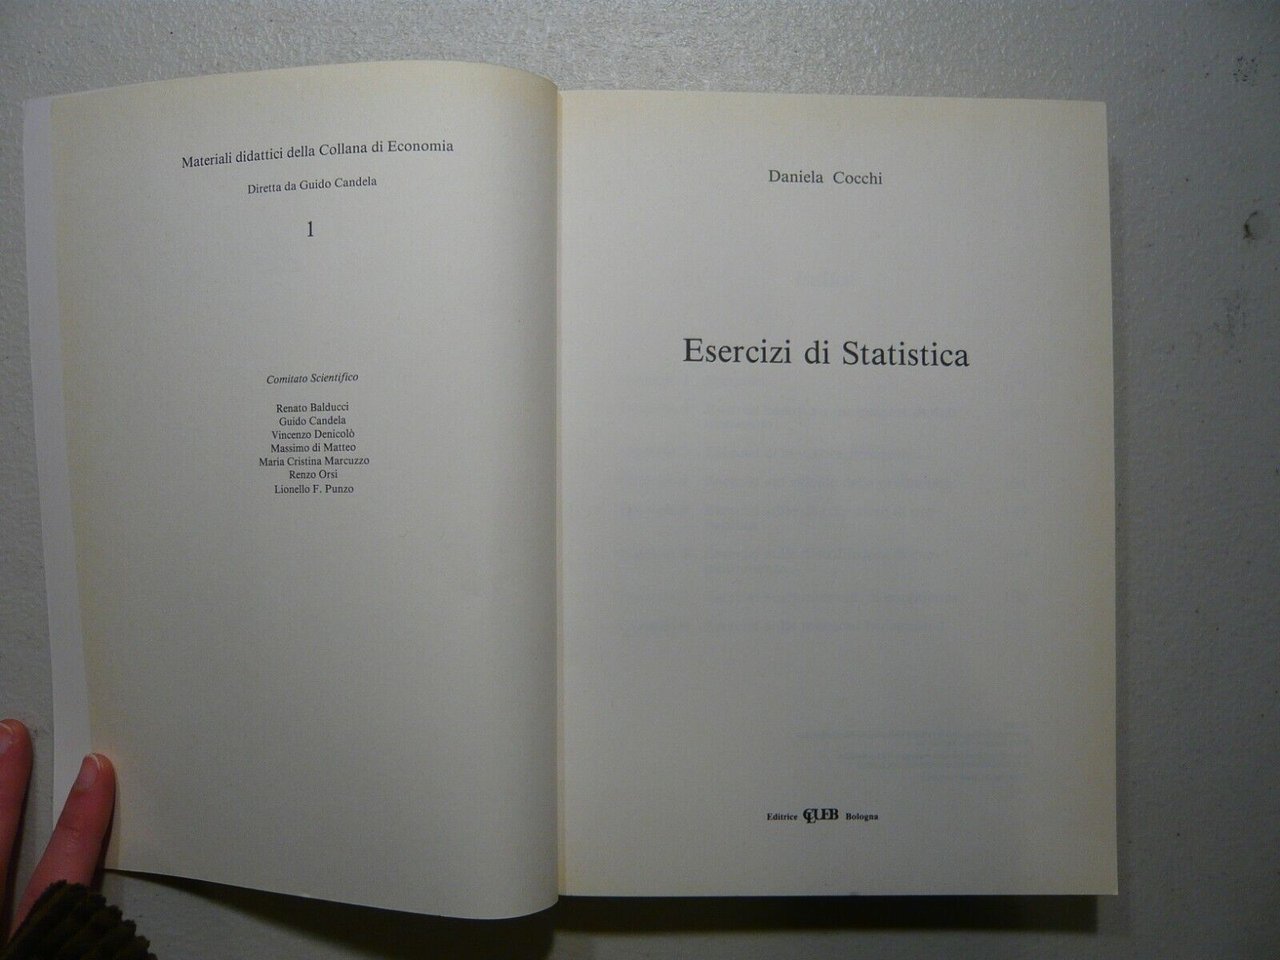 Materiali didattici della Collana di Economia
Diretta da Guido Candela
1
Comitato Scientifico
Renato Balducci
Guido Candela
Vincenzo Denicolò
Massimo di Matteo
Maria Cristina Marcuzzo
Renzo Orsi
Lionello F. Punzo
Daniela Cocchi
Esercizi di Statistica
Editrice CLUEB Bologna